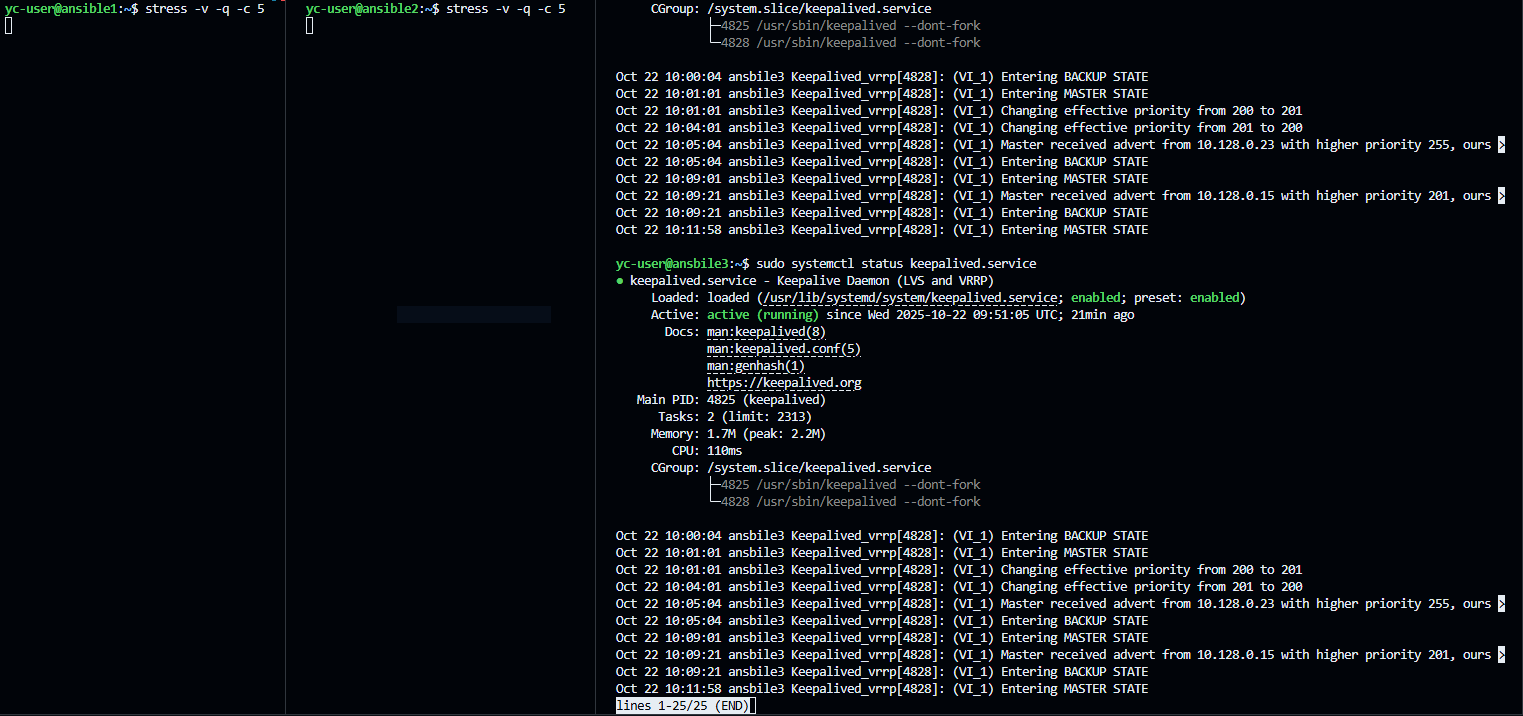 yc-user@ansible1:~$ stress -v -q -c 5
yc-user@ansible2:~$ stress -v -q -c 5
CGroup: /system.slice/keepalived.service
├─4825 /usr/sbin/keepalived --dont-fork
└─4828 /usr/sbin/keepalived --dont-fork
Oct 22 10:00:04 ansbile3 Keepalived_vrrp[4828]: (VI_1) Entering BACKUP STATE
Oct 22 10:01:01 ansbile3 Keepalived_vrrp[4828]: (VI_1) Entering MASTER STATE
Oct 22 10:01:01 ansbile3 Keepalived_vrrp[4828]: (VI_1) Changing effective priority from 200 to 201
Oct 22 10:04:01 ansbile3 Keepalived_vrrp[4828]: (VI_1) Changing effective priority from 201 to 200
Oct 22 10:05:04 ansbile3 Keepalived_vrrp[4828]: (VI_1) Master received advert from 10.128.0.23 with higher priority 255, ours >
Oct 22 10:05:04 ansbile3 Keepalived_vrrp[4828]: (VI_1) Entering BACKUP STATE
Oct 22 10:09:01 ansbile3 Keepalived_vrrp[4828]: (VI_1) Entering MASTER STATE
Oct 22 10:09:21 ansbile3 Keepalived_vrrp[4828]: (VI_1) Master received advert from 10.128.0.15 with higher priority 201, ours >
Oct 22 10:09:21 ansbile3 Keepalived_vrrp[4828]: (VI_1) Entering BACKUP STATE
Oct 22 10:11:58 ansbile3 Keepalived_vrrp[4828]: (VI_1) Entering MASTER STATE
yc-user@ansbile3:~$ sudo systemctl status keepalived.service
● keepalived.service - Keepalive Daemon (LVS and VRRP)
Loaded: loaded (/usr/lib/systemd/system/keepalived.service; enabled; preset: enabled)
Active: active (running) since Wed 2025-10-22 09:51:05 UTC; 21min ago
Docs: man:keepalived(8)
man:keepalived.conf(5)
man:genhash(1)
https://keepalived.org
Main PID: 4825 (keepalived)
Tasks: 2 (limit: 2313)
Memory: 1.7M (peak: 2.2M)
CPU: 110ms
CGroup: /system.slice/keepalived.service
├─4825 /usr/sbin/keepalived --dont-fork
└─4828 /usr/sbin/keepalived --dont-fork
Oct 22 10:00:04 ansbile3 Keepalived_vrrp[4828]: (VI_1) Entering BACKUP STATE
Oct 22 10:01:01 ansbile3 Keepalived_vrrp[4828]: (VI_1) Entering MASTER STATE
Oct 22 10:01:01 ansbile3 Keepalived_vrrp[4828]: (VI_1) Changing effective priority from 200 to 201
Oct 22 10:04:01 ansbile3 Keepalived_vrrp[4828]: (VI_1) Changing effective priority from 201 to 200
Oct 22 10:05:04 ansbile3 Keepalived_vrrp[4828]: (VI_1) Master received advert from 10.128.0.23 with higher priority 255, ours >
Oct 22 10:05:04 ansbile3 Keepalived_vrrp[4828]: (VI_1) Entering BACKUP STATE
Oct 22 10:09:01 ansbile3 Keepalived_vrrp[4828]: (VI_1) Entering MASTER STATE
Oct 22 10:09:21 ansbile3 Keepalived_vrrp[4828]: (VI_1) Master received advert from 10.128.0.15 with higher priority 201, ours >
Oct 22 10:09:21 ansbile3 Keepalived_vrrp[4828]: (VI_1) Entering BACKUP STATE
Oct 22 10:11:58 ansbile3 Keepalived_vrrp[4828]: (VI_1) Entering MASTER STATE
lines 1-25/25 (END)